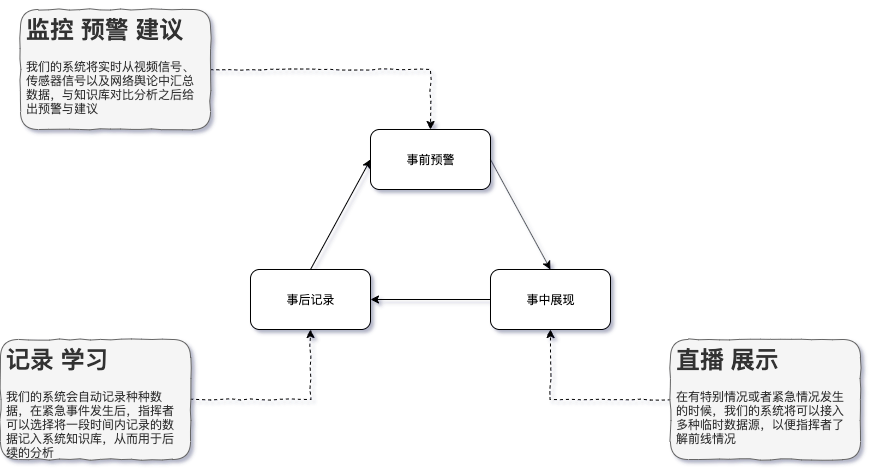 监控 预警 建议
我们的系统将实时从视频信号、
传感器信号以及网络舆论中汇总
数据，与知识库对比分析之后给
出预警与建议
事前预警
事后记录
事中展现
记录 学习
我们的系统会自动记录种种数
据，在紧急事件发生后，指挥者
可以选择将一段时间内记录的数
据记入系统知识库，从而用于后
续的分析
直播 展示
在有特别情况或者紧急情况发生
的时候，我们的系统将可以接入
多种临时数据源，以便指挥者了
解前线情况